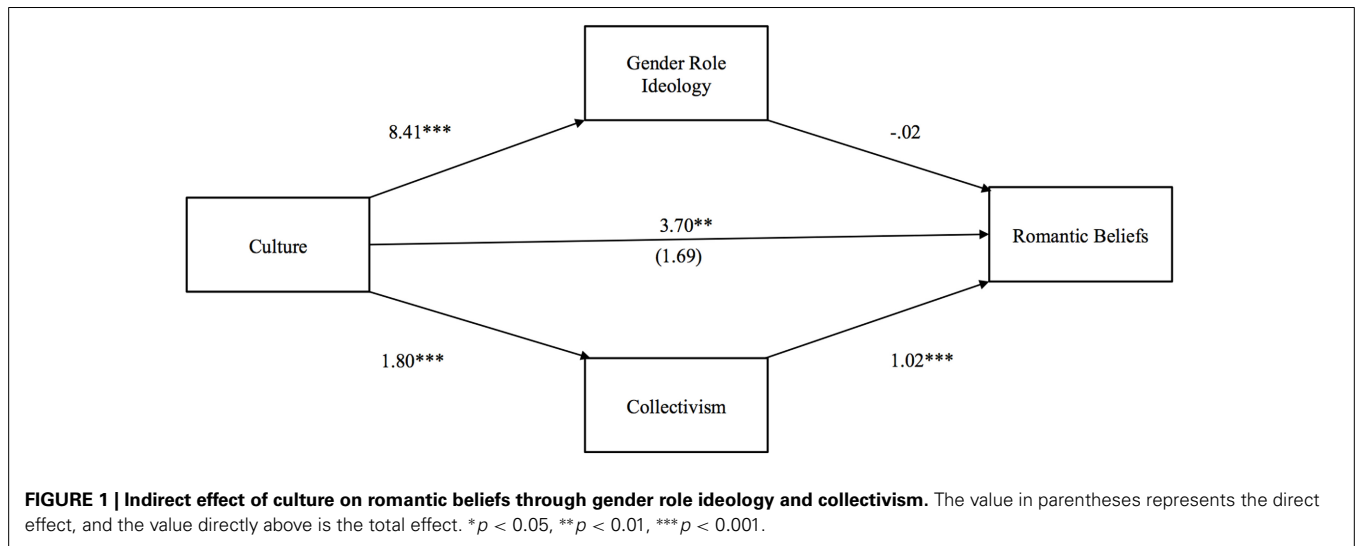 Gender Role
Ideology
8.41***
-.02
Culture
3.70**
(1.69)
Romantic Beliefs
1.80***
1.02***
Collectivism
FIGURE 1 | Indirect effect of culture on romantic beliefs through gender role ideology and collectivism. The value in parentheses represents the direct
effect, and the value directly above is the total effect. *p < 0.05, **p < 0.01, ***p < 0.001.